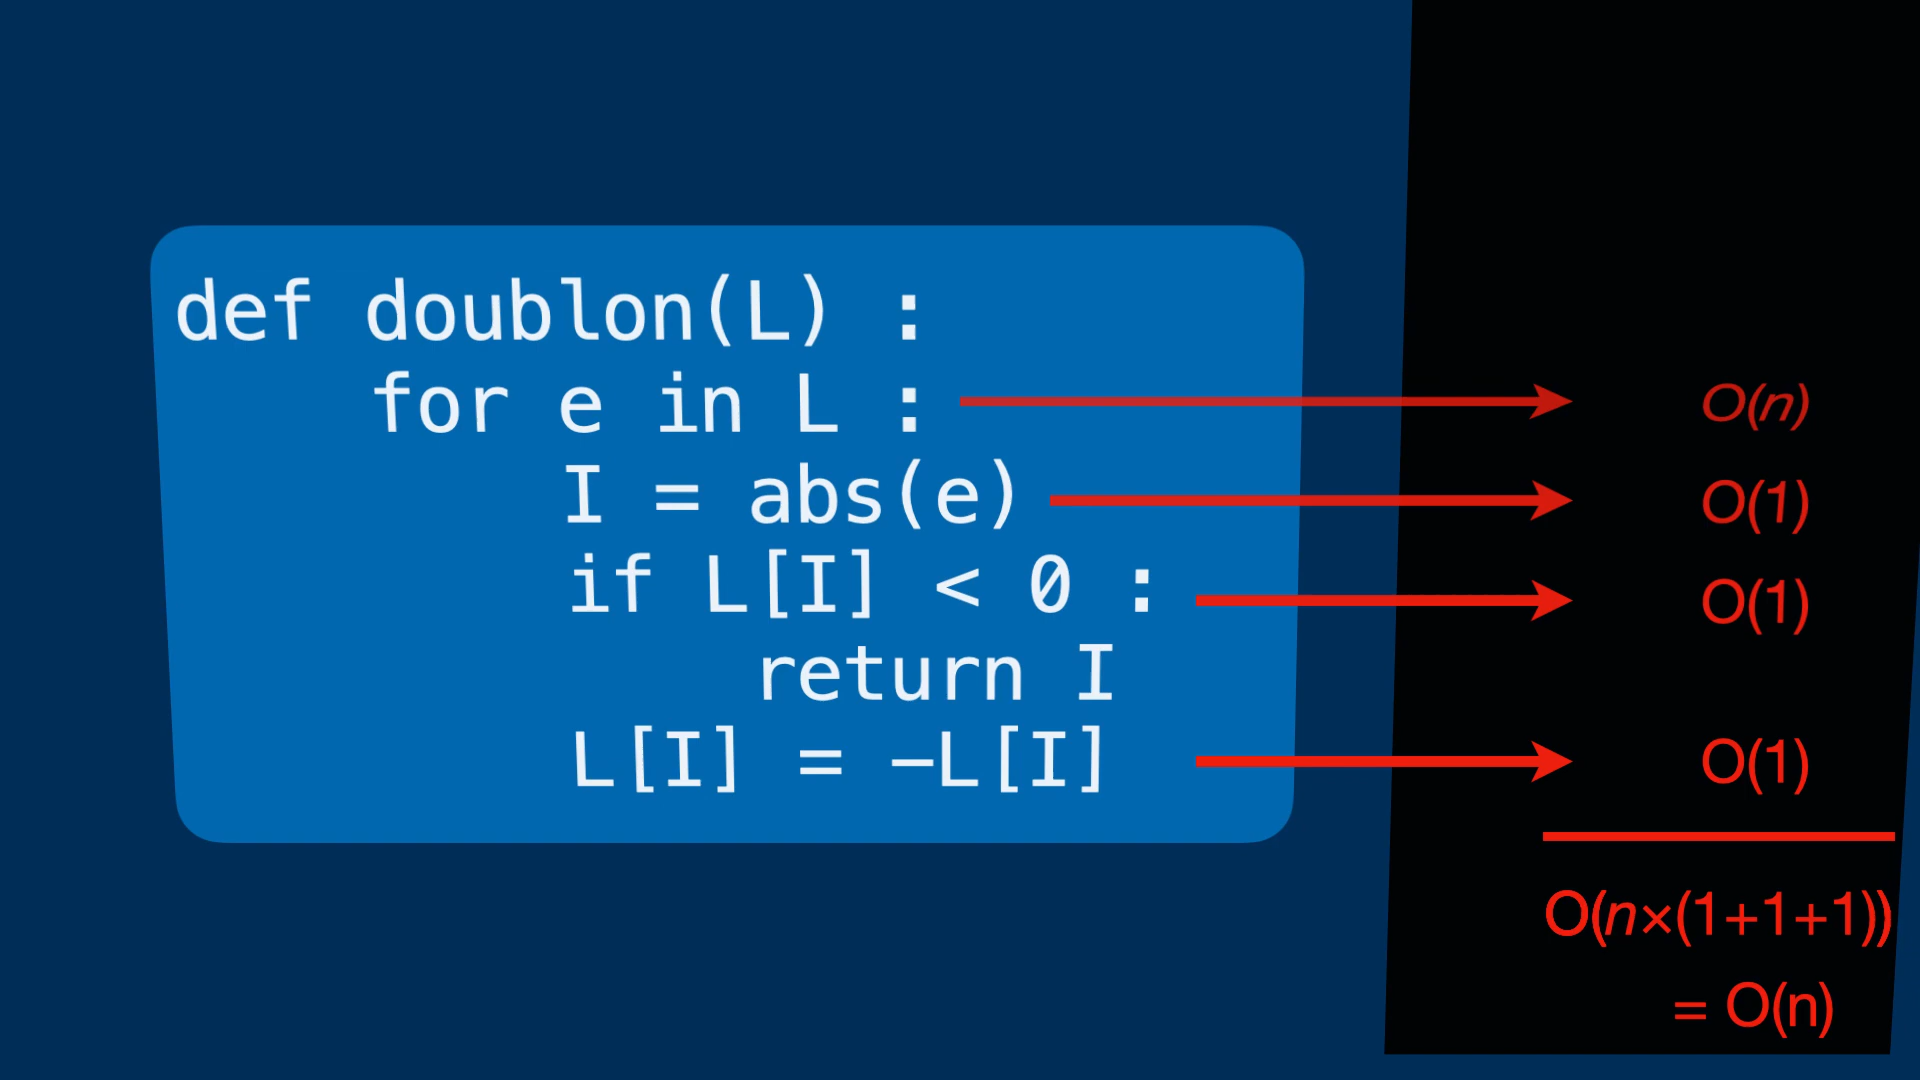 def doublon(L) :
for e in L :
O(n)
I = abs(e)
O(1)
if L[I] < 0 :
O(1)
return I
L[I] = –L[I]
O(1)
O(n×(1+1+1))
= O(n)